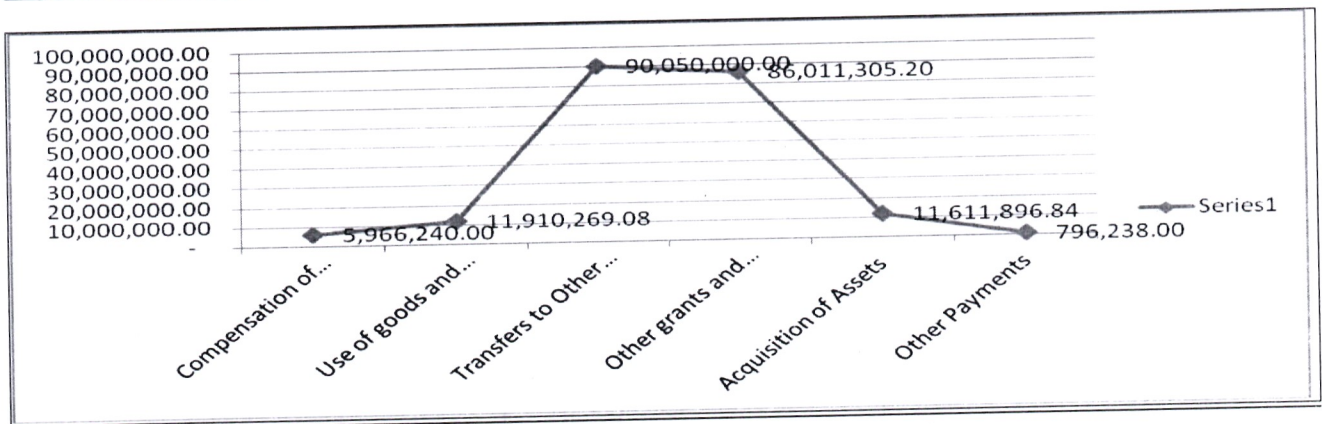 100,000,000.00
90,000,000.00
80,000,000.00
70,000,000.00
60,000,000.00
50,000,000.00
40,000,000.00
30,000,000.00
20,000,000.00
10,000,000.00
-
5,966,240.00
11,910,269.08
90,050,000.00
86,011,305.20
11,611,896.84
796,238.00
Series1
Compensation of...
Use of goods and...
Transfers to Other...
Other grants and...
Acquisition of Assets
Other Payments